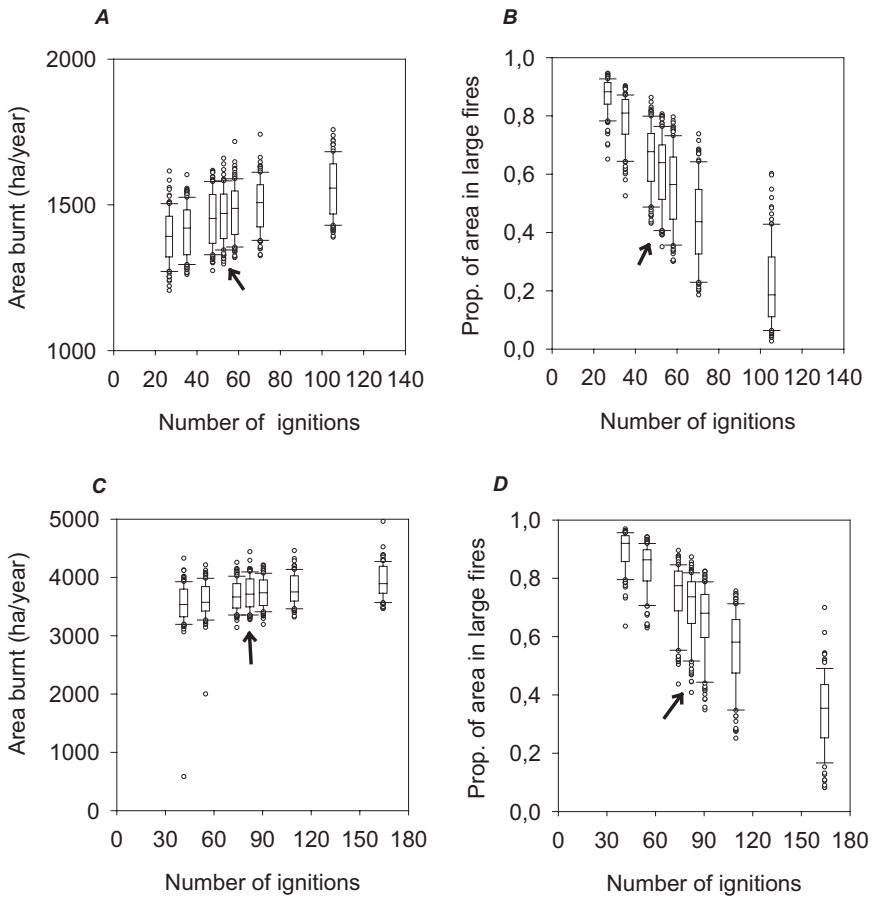 A
Area burnt (ha/year)
2000
1500
1000
0 20 40 60 80 100 120 140
Number of ignitions
B
Prop. of area in large fires
1,0
0,8
0,6
0,4
0,2
0,0
0 20 40 60 80 100 120 140
Number of ignitions
C
Area burnt (ha/year)
5000
4000
3000
2000
1000
0
0 30 60 90 120 150 180
Number of ignitions
D
Prop. of area in large fires
1,0
0,8
0,6
0,4
0,2
0,0
0 30 60 90 120 150 180
Number of ignitions